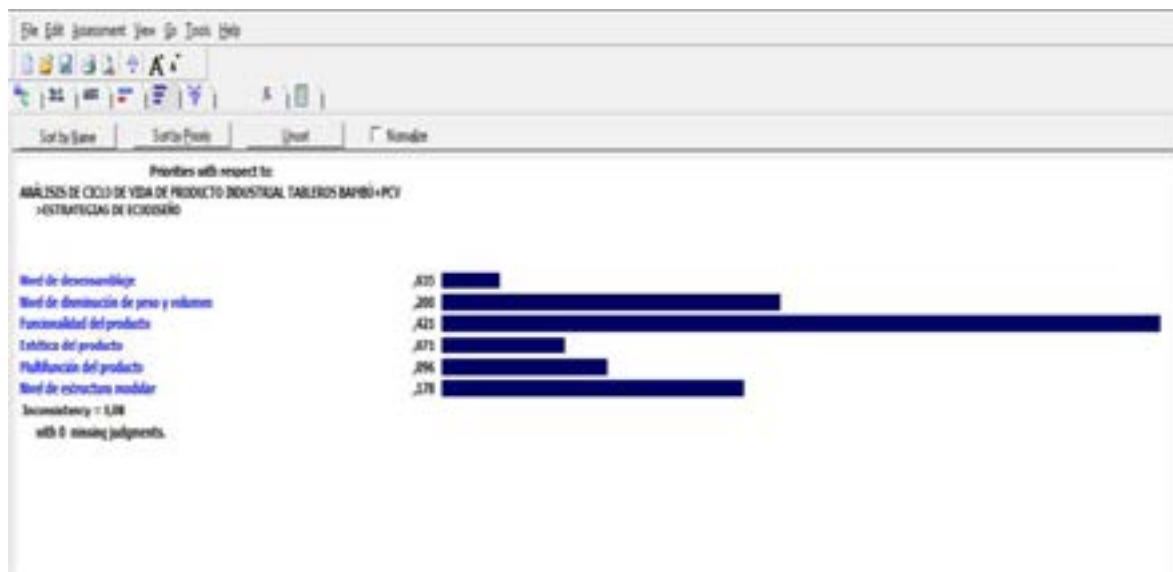 File Edit Assessment View Go Tools Help
Sort by Name Sort by Priority Unsort Normalize
Priorities with respect to:
ANÁLISIS DE CICLO DE VIDA DE PRODUCTO INDUSTRIAL TABLEROS BAMBÚ+PCV
>ESTRATEGIAS DE ECODISEÑO
Nivel de desensamblaje ,035
Nivel de disminución de peso y volumen ,200
Funcionalidad del producto ,421
Estética del producto ,071
Multifunción del producto ,096
Nivel de estructura modular ,178
Inconsistency = 0,08
with 0 missing judgments.